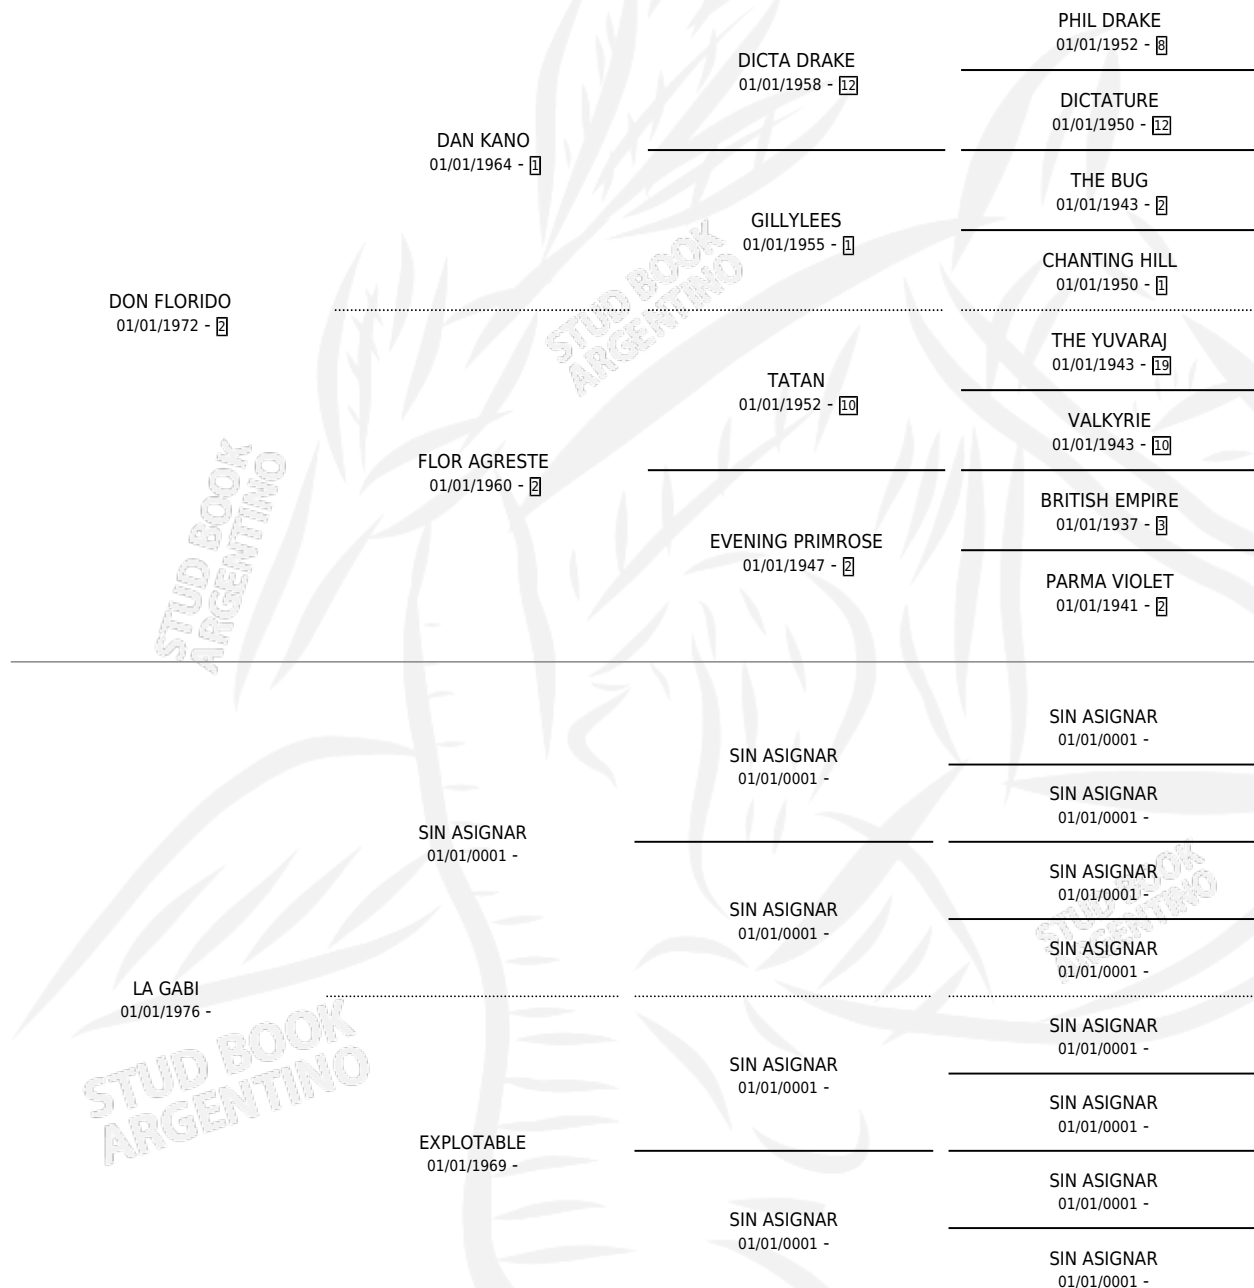 PHIL DRAKE
01/01/1952 - 8
DICTA DRAKE
01/01/1958 - 12
DICTATURE
01/01/1950 - 12
DAN KANO
01/01/1964 - 1
THE BUG
01/01/1943 - 2
GILLYLEES
01/01/1955 - 1
CHANTING HILL
01/01/1950 - 1
DON FLORIDO
01/01/1972 - 2
STUD BOOK
ARGENTINO
THE YUVARAJ
01/01/1943 - 19
TATAN
01/01/1952 - 10
VALKYRIE
01/01/1943 - 10
FLOR AGRESTE
01/01/1960 - 2
BRITISH EMPIRE
01/01/1937 - 3
EVENING PRIMROSE
01/01/1947 - 2
PARMA VIOLET
01/01/1941 - 2
STUD BOOK
ARGENTINO
SIN ASIGNAR
01/01/0001 -
SIN ASIGNAR
01/01/0001 -
SIN ASIGNAR
01/01/0001 -
SIN ASIGNAR
01/01/0001 -
SIN ASIGNAR
01/01/0001 -
SIN ASIGNAR
01/01/0001 -
SIN ASIGNAR
01/01/0001 -
STUD BOOK
ARGENTINO
LA GABI
01/01/1976 -
SIN ASIGNAR
01/01/0001 -
SIN ASIGNAR
01/01/0001 -
SIN ASIGNAR
01/01/0001 -
STUD BOOK
ARGENTINO
EXPLOTABLE
01/01/1969 -
SIN ASIGNAR
01/01/0001 -
SIN ASIGNAR
01/01/0001 -
SIN ASIGNAR
01/01/0001 -